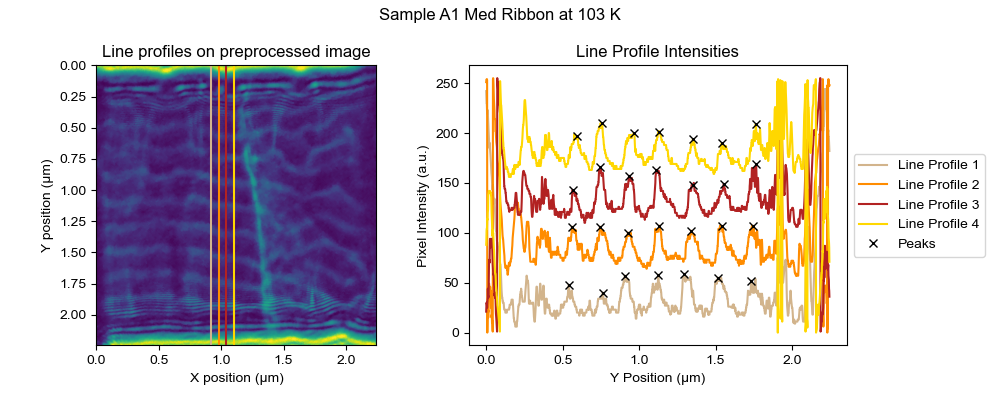 Sample A1 Med Ribbon at 103 K
Line profiles on preprocessed image
0.00
0.25
0.50
0.75
1.00
1.25
1.50
1.75
2.00
Y position (μm)
0.0 0.5 1.0 1.5 2.0
X position (μm)
Line Profile Intensities
250
200
150
100
50
0
Pixel Intensity (a.u.)
0.0 0.5 1.0 1.5 2.0
Y Position (μm)
Line Profile 1
Line Profile 2
Line Profile 3
Line Profile 4
Peaks